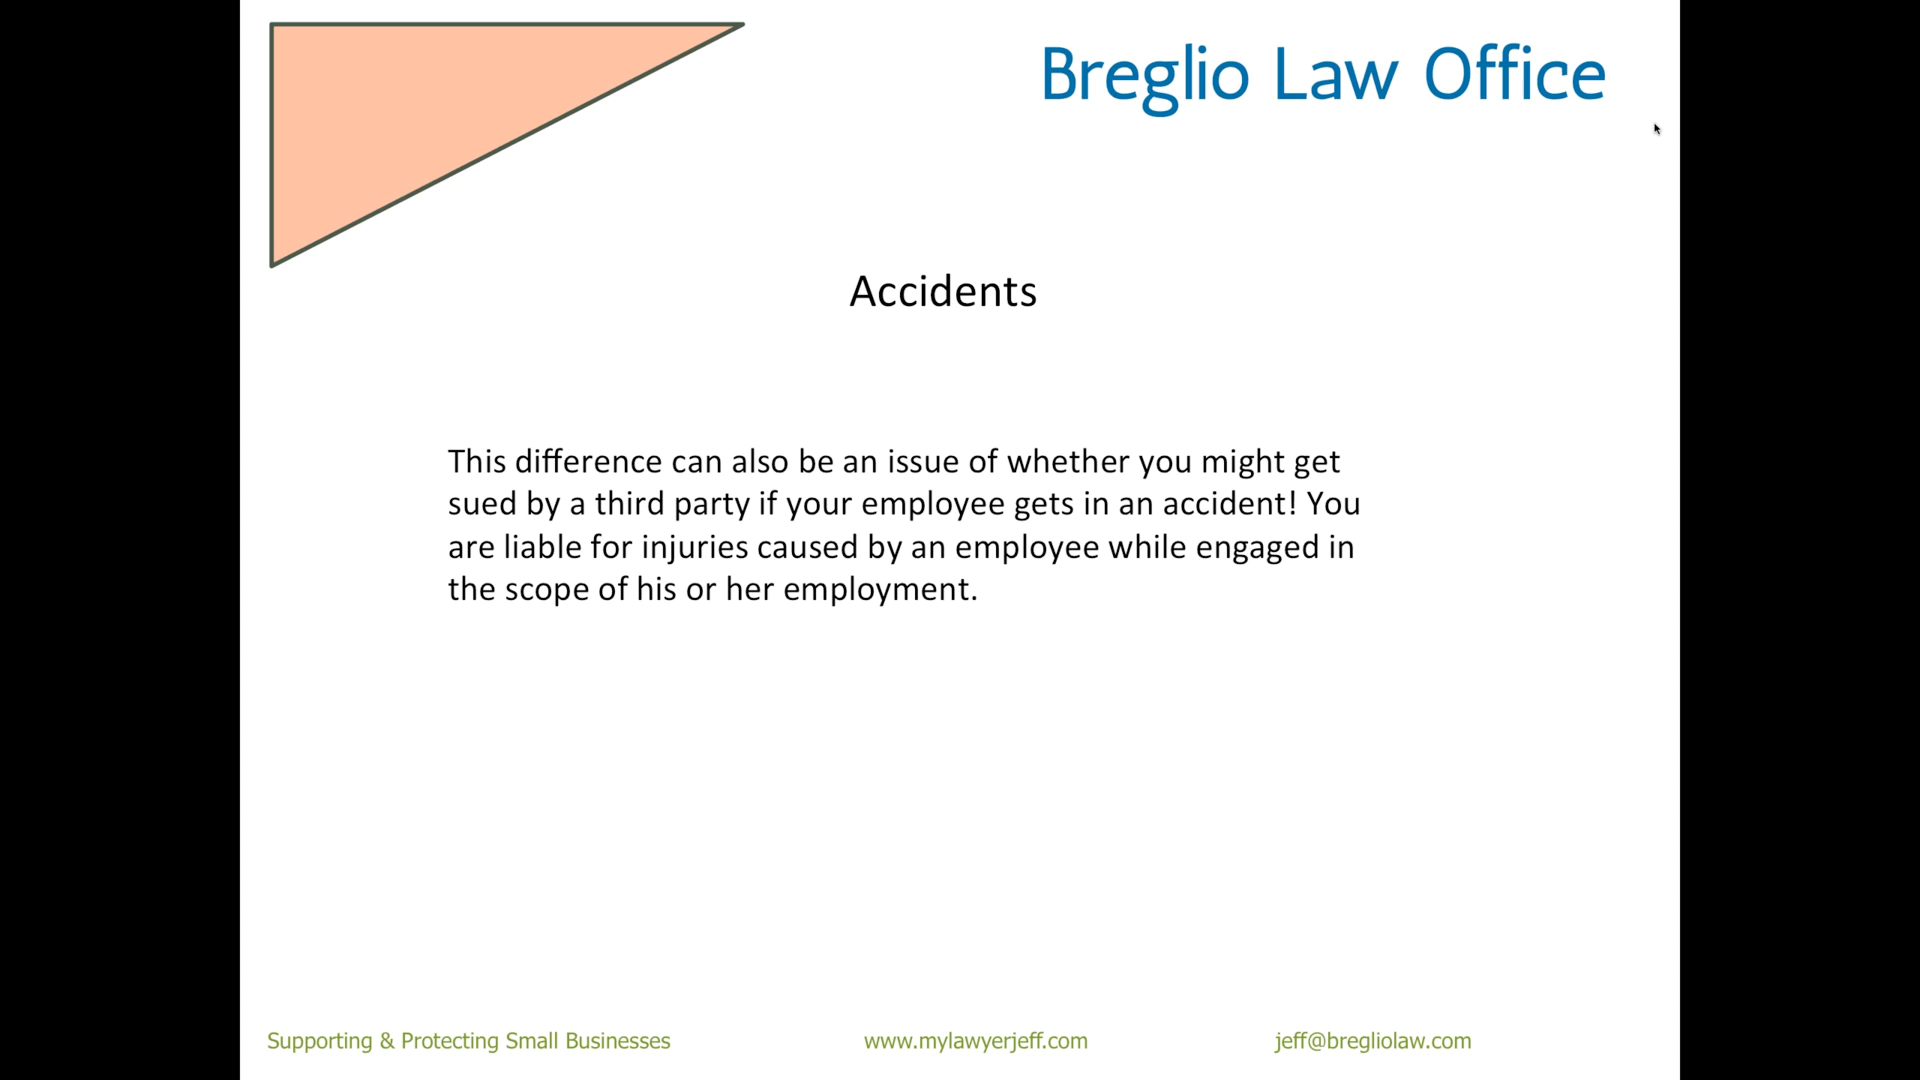 Breglio Law Office
Accidents
This difference can also be an issue of whether you might get
sued by a third party if your employee gets in an accident! You
are liable for injuries caused by an employee while engaged in
the scope of his or her employment.
Supporting & Protecting Small Businesses www.mylawyerjeff.com jeff@bregliolaw.com